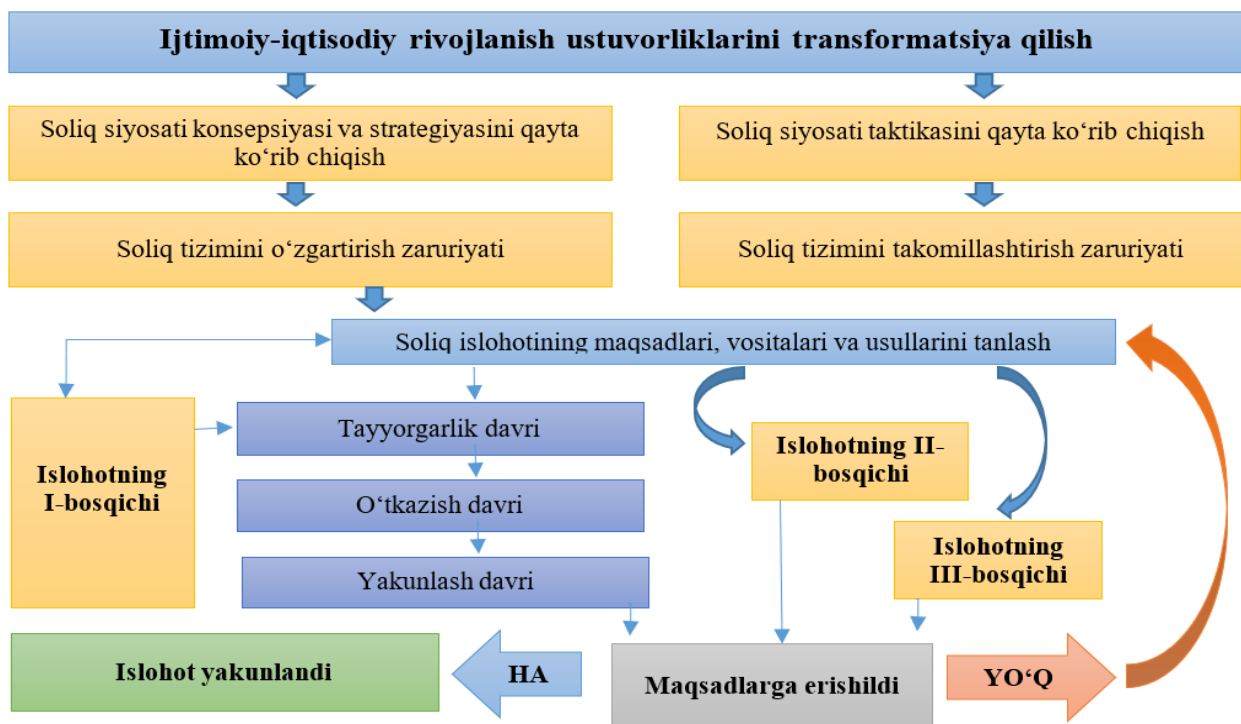 Ijtimoiy-iqtisodiy rivojlanish ustuvorliklarini transformatsiya qilish
Soliq siyosati konsepsiyasi va strategiyasini qayta
ko‘rib chiqish
Soliq siyosati taktikasini qayta ko‘rib chiqish
Soliq tizimini o‘zgartirish zaruriyati
Soliq tizimini takomillashtirish zaruriyati
Soliq islohotining maqsadlari, vositalari va usullarini tanlash
Islohotning
I-bosqichi
Tayyorgarlik davri
O‘tkazish davri
Yakunlash davri
Islohotning II-
bosqichi
Islohotning
III-bosqichi
Islohot yakunlandi
HA
Maqsadlarga erishildi
YO‘Q